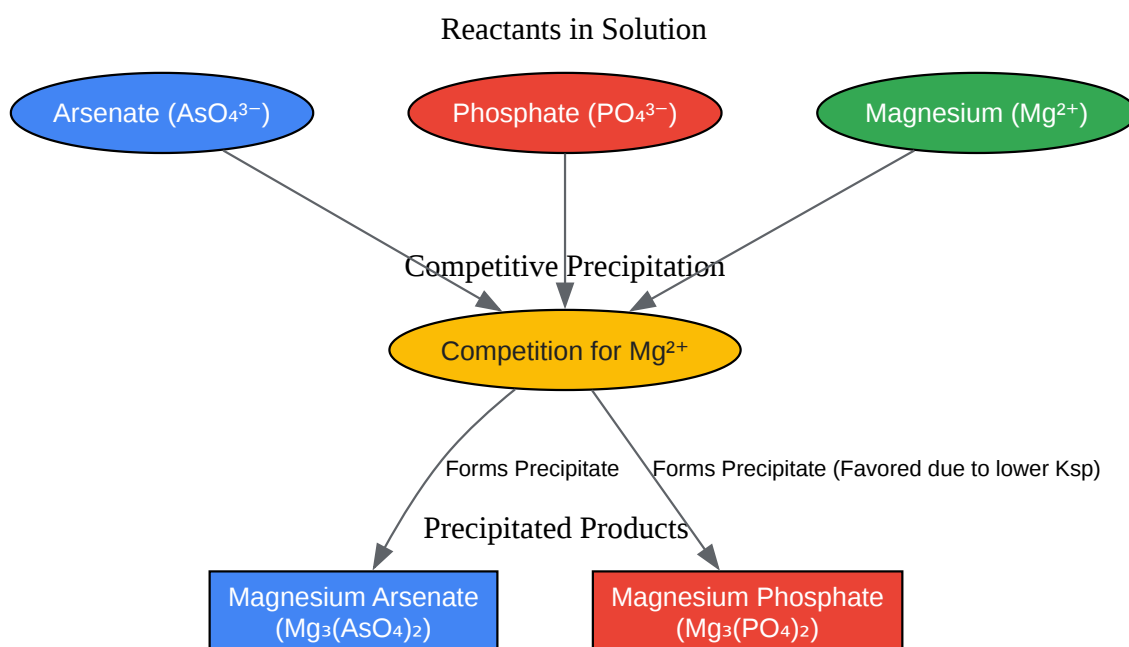 Reactants in Solution
Arsenate (AsO₄³⁻)
Phosphate (PO₄³⁻)
Magnesium (Mg²⁺)
Competitive Precipitation
Competition for Mg²⁺
Forms Precipitate
Forms Precipitate (Favored due to lower Ksp)
Precipitated Products
Magnesium Arsenate
(Mg₃(AsO₄)₂)
Magnesium Phosphate
(Mg₃(PO₄)₂)